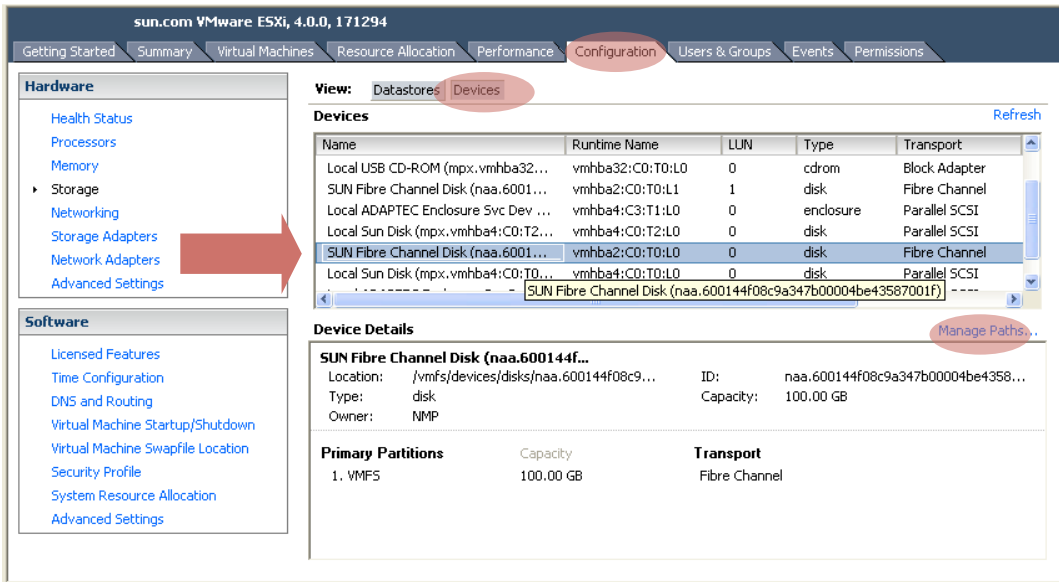 sun.com VMware ESXi, 4.0.0, 171294
Getting Started Summary Virtual Machines Resource Allocation Performance Configuration Users & Groups Events Permissions
Hardware
Health Status
Processors
Memory
Storage
Networking
Storage Adapters
Network Adapters
Advanced Settings
Software
Licensed Features
Time Configuration
DNS and Routing
Virtual Machine Startup/Shutdown
Virtual Machine Swapfile Location
Security Profile
System Resource Allocation
Advanced Settings
View: Datastores Devices
Devices Refresh
Name Runtime Name LUN Type Transport
Local USB CD-ROM (mpx.vmhba32... vmhba32:C0:T0:L0 0 cdrom Block Adapter
SUN Fibre Channel Disk (naa.6001... vmhba2:C0:T0:L1 1 disk Fibre Channel
Local ADAPTEC Enclosure Svc Dev ... vmhba4:C3:T1:L0 0 enclosure Parallel SCSI
Local Sun Disk (mpx.vmhba4:C0:T2... vmhba4:C0:T2:L0 0 disk Parallel SCSI
SUN Fibre Channel Disk (naa.6001... vmhba2:C0:T0:L0 0 disk Fibre Channel
Local Sun Disk (mpx.vmhba4:C0:T0... vmhba4:C0:T0:L0 0 disk Parallel SCSI
SUN Fibre Channel Disk (naa.600144f08c9a347b00004be43587001f)
Device Details Manage Paths...
SUN Fibre Channel Disk (naa.600144f...
Location: /vmfs/devices/disks/naa.600144f08c9... ID: naa.600144f08c9a347b00004be4358...
Type: disk Capacity: 100.00 GB
Owner: NMP
Primary Partitions Capacity Transport
1. VMFS 100.00 GB Fibre Channel